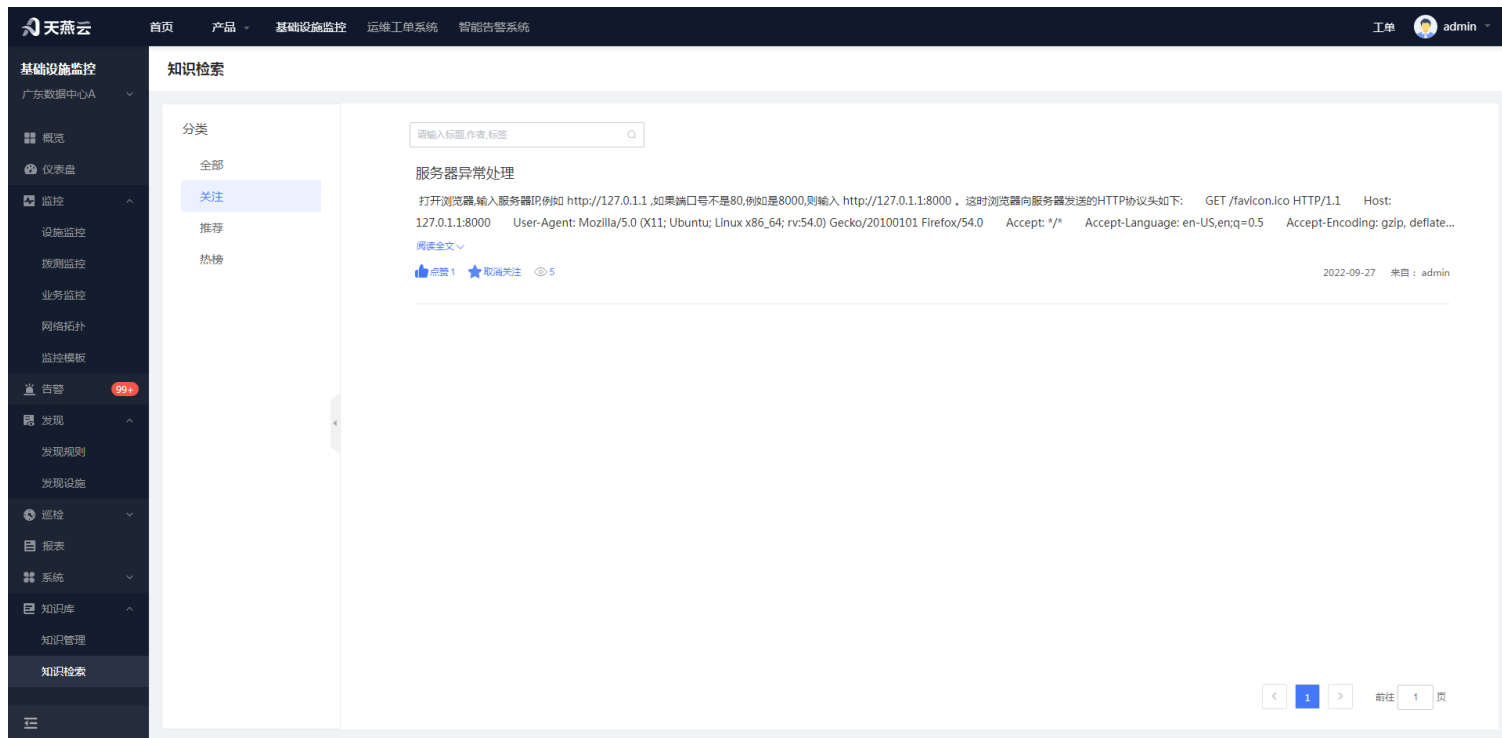 天燕云
首页 产品 基础设施监控 运维工单系统 智能告警系统
工单 admin
基础设施监控
广东数据中心A
概览
仪表盘
监控
设施监控
拨测监控
业务监控
网络拓扑
监控模板
告警 99+
发现
发现规则
发现设施
巡检
报表
系统
知识库
知识管理
知识检索
知识检索
分类
全部
关注
推荐
热榜
请输入标题,作者,标签
服务器异常处理
打开浏览器,输入服务器IP,例如 http://127.0.1.1 ,如果端口号不是80,例如是8000,则输入 http://127.0.1.1:8000 。这时浏览器向服务器发送的HTTP协议头如下: GET /favicon.ico HTTP/1.1 Host:
127.0.1.1:8000 User-Agent: Mozilla/5.0 (X11; Ubuntu; Linux x86_64; rv:54.0) Gecko/20100101 Firefox/54.0 Accept: */* Accept-Language: en-US,en;q=0.5 Accept-Encoding: gzip, deflate...
阅读全文
点赞 1 取消关注 5
2022-09-27 来自 : admin
1 前往 1 页